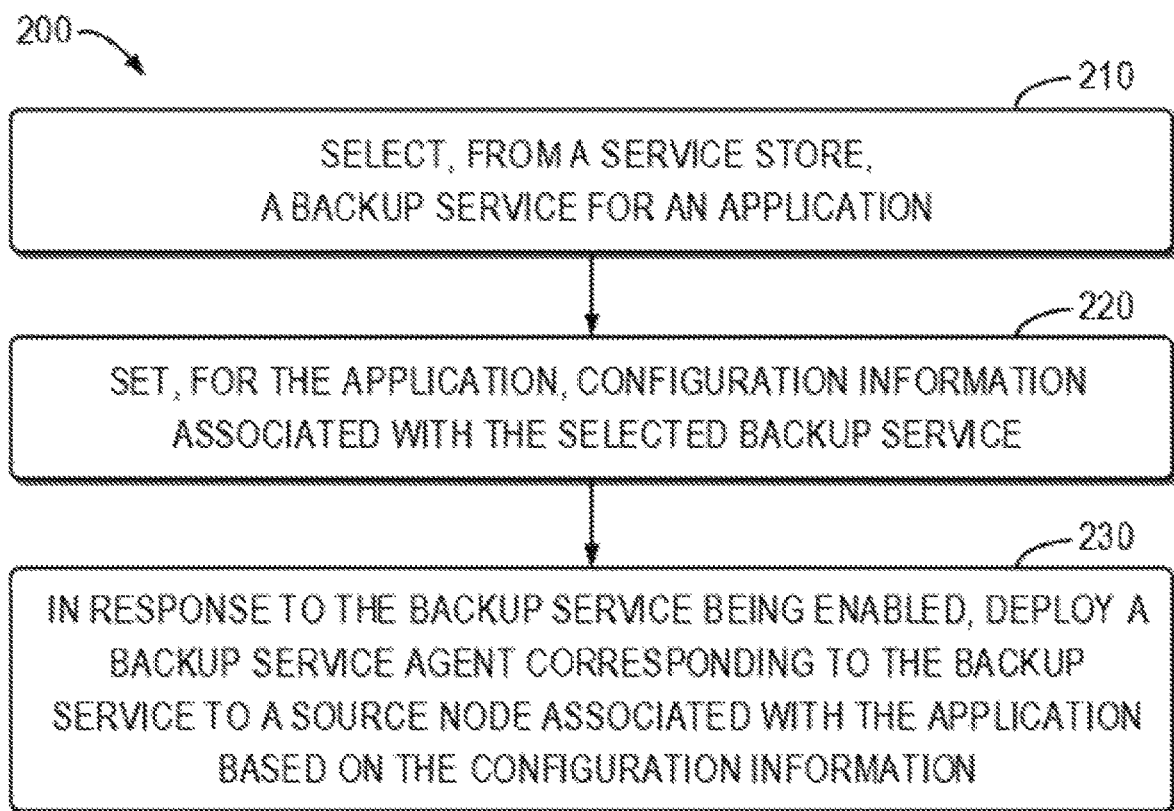 200
210
SELECT, FROM A SERVICE STORE,
A BACKUP SERVICE FOR AN APPLICATION
220
SET, FOR THE APPLICATION, CONFIGURATION INFORMATION
ASSOCIATED WITH THE SELECTED BACKUP SERVICE
230
IN RESPONSE TO THE BACKUP SERVICE BEING ENABLED, DEPLOY A
BACKUP SERVICE AGENT CORRESPONDING TO THE BACKUP
SERVICE TO A SOURCE NODE ASSOCIATED WITH THE APPLICATION
BASED ON THE CONFIGURATION INFORMATION